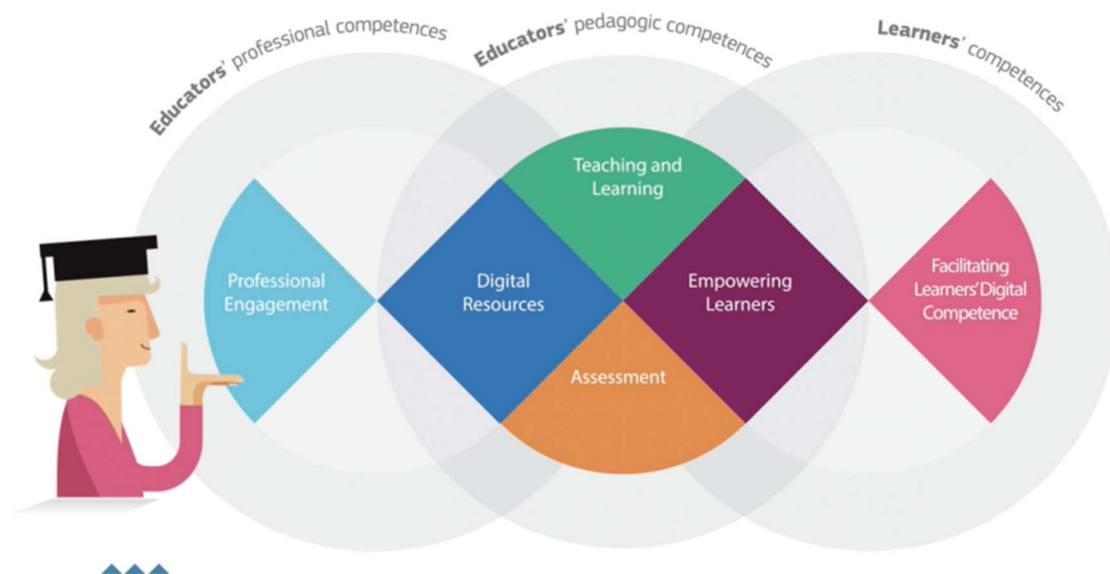 Educators' professional competences
Educators' pedagogic competences
Learners' competences
Teaching and
Learning
Professional
Engagement
Digital
Resources
Empowering
Learners
Facilitating
Learners'Digital
Competence
Assessment